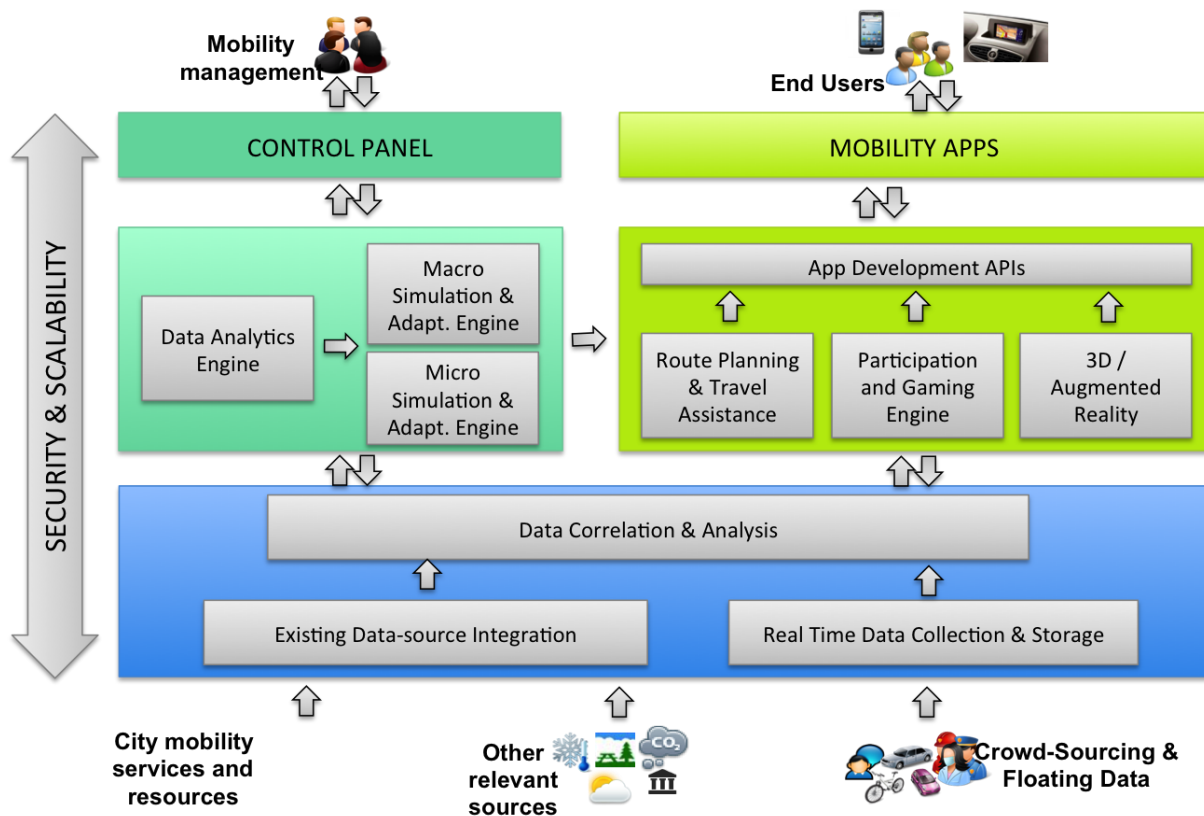 Mobility
management
End Users
CONTROL PANEL
MOBILITY APPS
SECURITY & SCALABILITY
Data Analytics
Engine
Macro
Simulation &
Adapt. Engine
Micro
Simulation &
Adapt. Engine
App Development APIs
Route Planning
& Travel
Assistance
Participation
and Gaming
Engine
3D /
Augmented
Reality
Data Correlation & Analysis
Existing Data-source Integration
Real Time Data Collection & Storage
City mobility
services and
resources
Other
relevant
sources
CO2
Crowd-Sourcing &
Floating Data